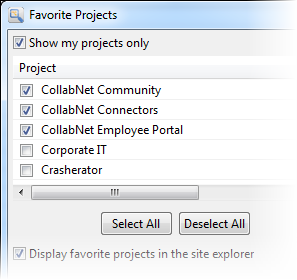 Favorite Projects
Show my projects only
Project
CollabNet Community
CollabNet Connectors
CollabNet Employee Portal
Corporate IT
Crasherator
Select All Deselect All
Display favorite projects in the site explorer